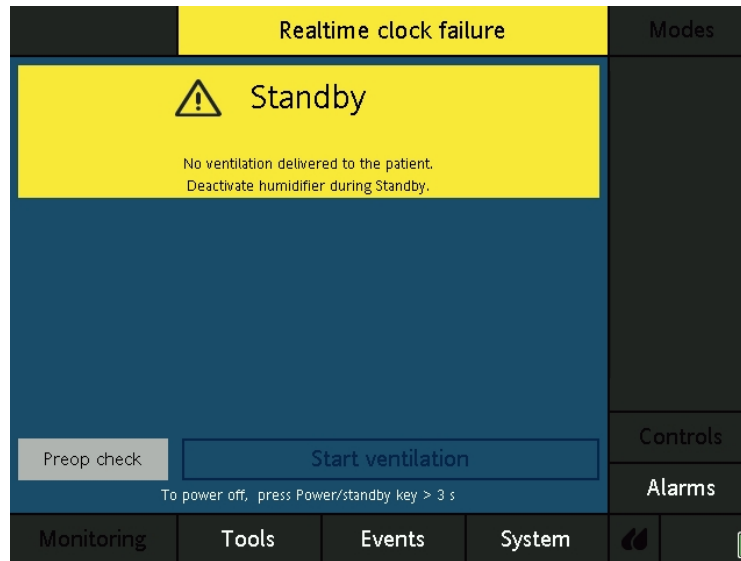 Realtime clock failure
Modes
Standby
No ventilation delivered to the patient.
Deactivate humidifier during Standby.
Controls
Preop check
Start ventilation
Alarms
To power off, press Power/standby key > 3 s
Monitoring
Tools
Events
System